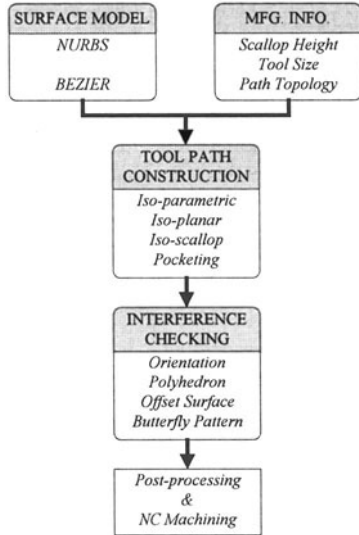 SURFACE MODEL
NURBS
BEZIER
MFG. INFO.
Scallop Height
Tool Size
Path Topology
TOOL PATH
CONSTRUCTION
Iso-parametric
Iso-planar
Iso-scallop
Pocketing
INTERFERENCE
CHECKING
Orientation
Polyhedron
Offset Surface
Butterfly Pattern
Post-processing
&
NC Machining